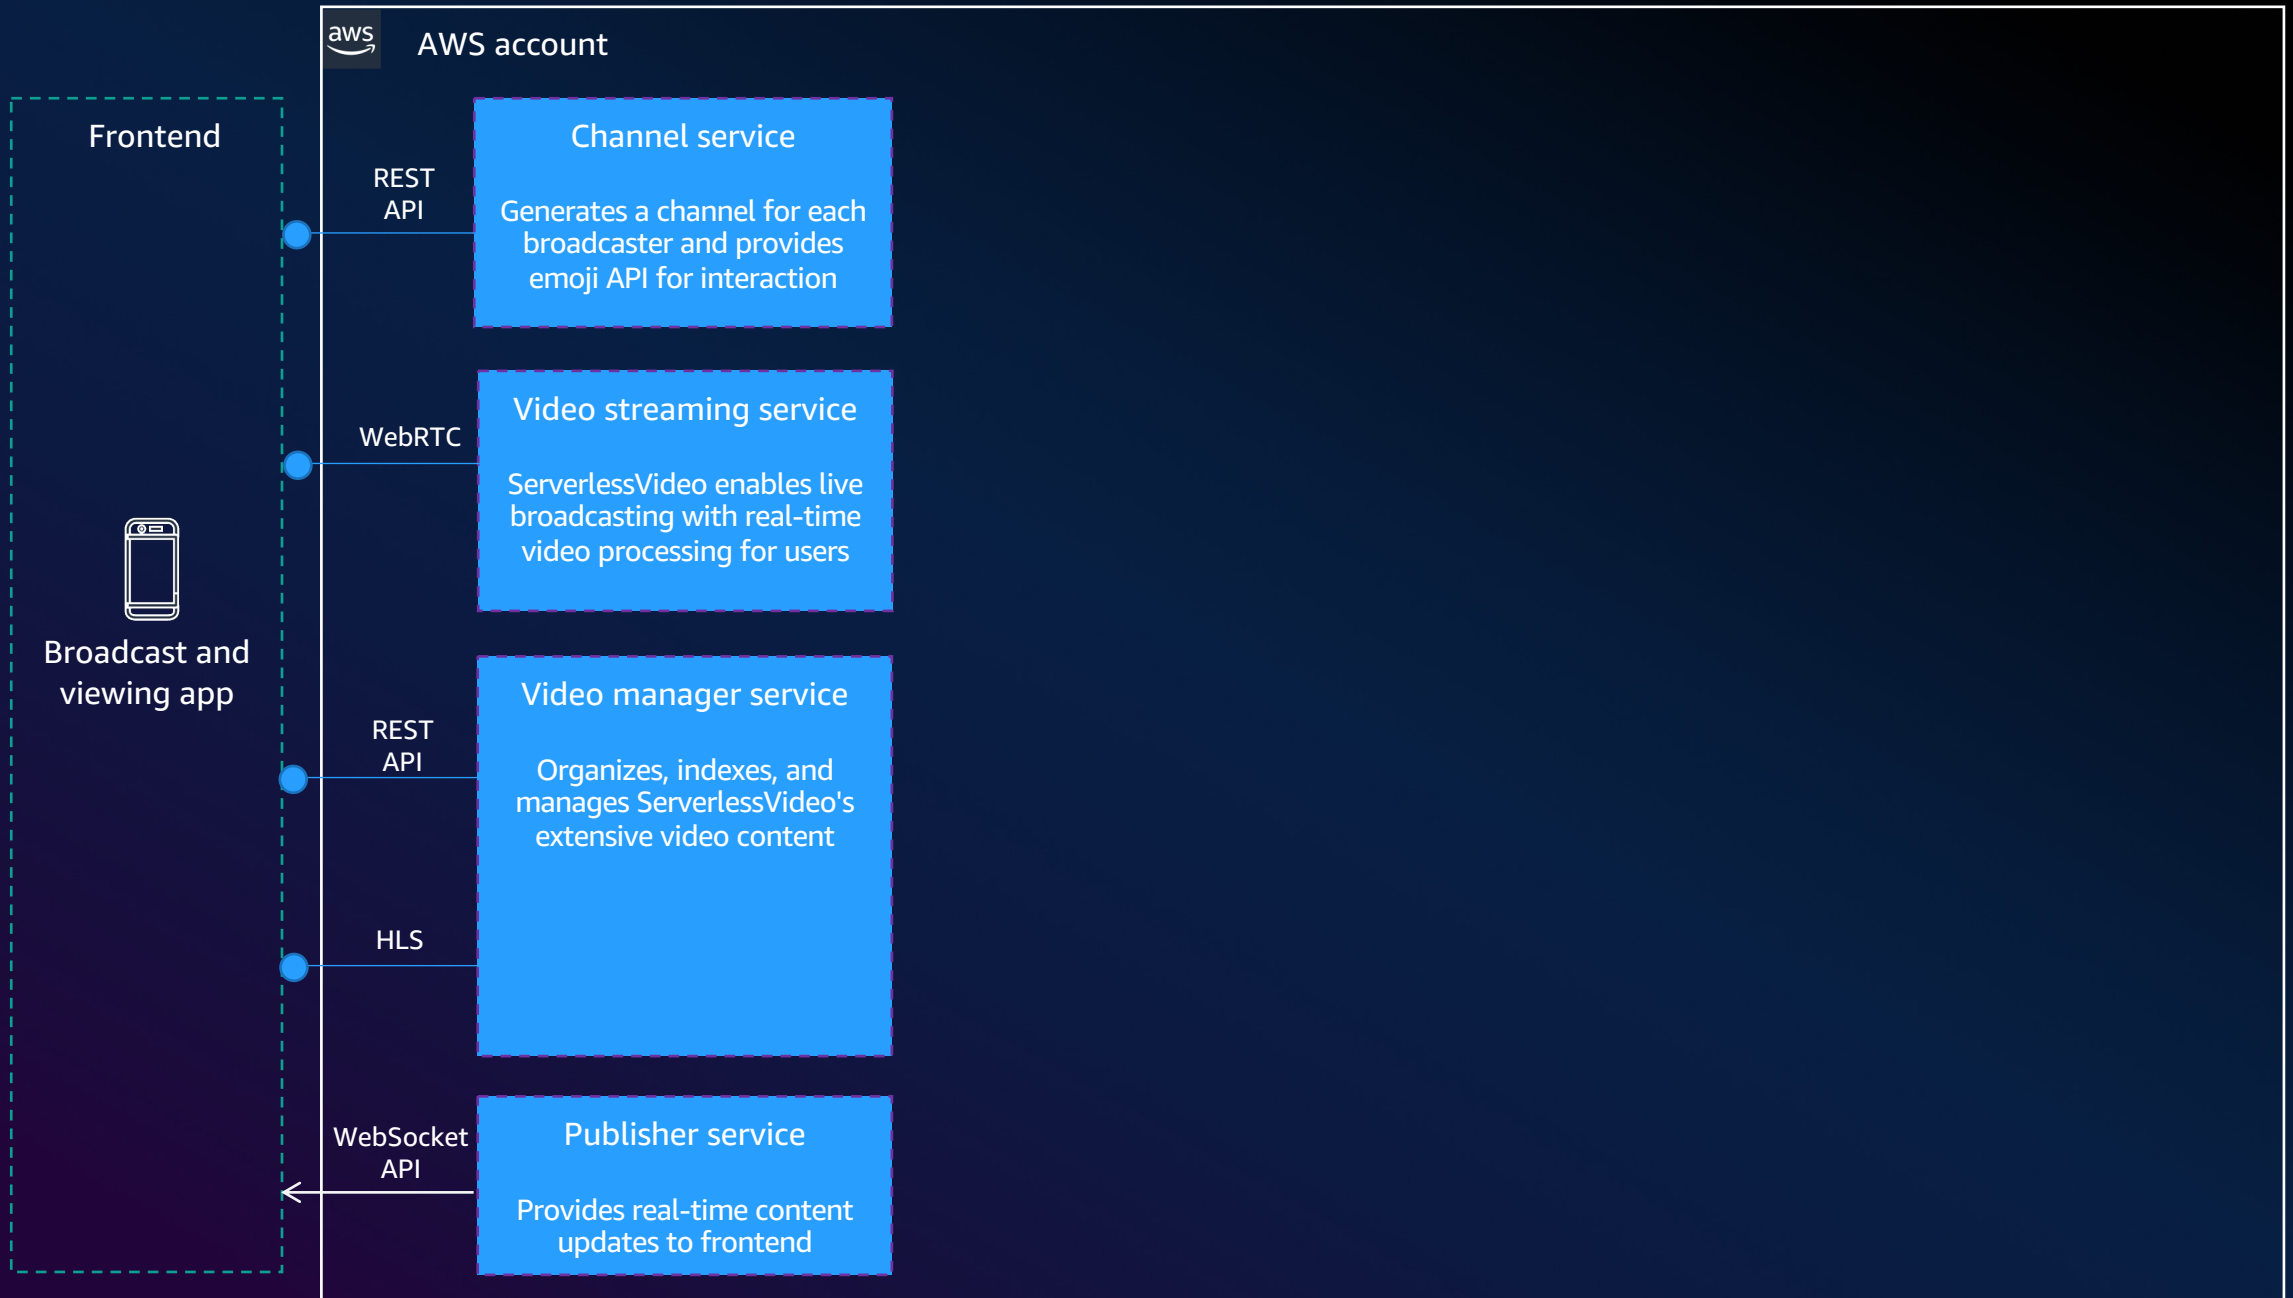 aws
AWS account
Frontend
Broadcast and
viewing app
REST
API
Channel service
Generates a channel for each
broadcaster and provides
emoji API for interaction
WebRTC
Video streaming service
ServerlessVideo enables live
broadcasting with real-time
video processing for users
REST
API
Video manager service
Organizes, indexes, and
manages ServerlessVideo's
extensive video content
HLS
WebSocket
API
Publisher service
Provides real-time content
updates to frontend